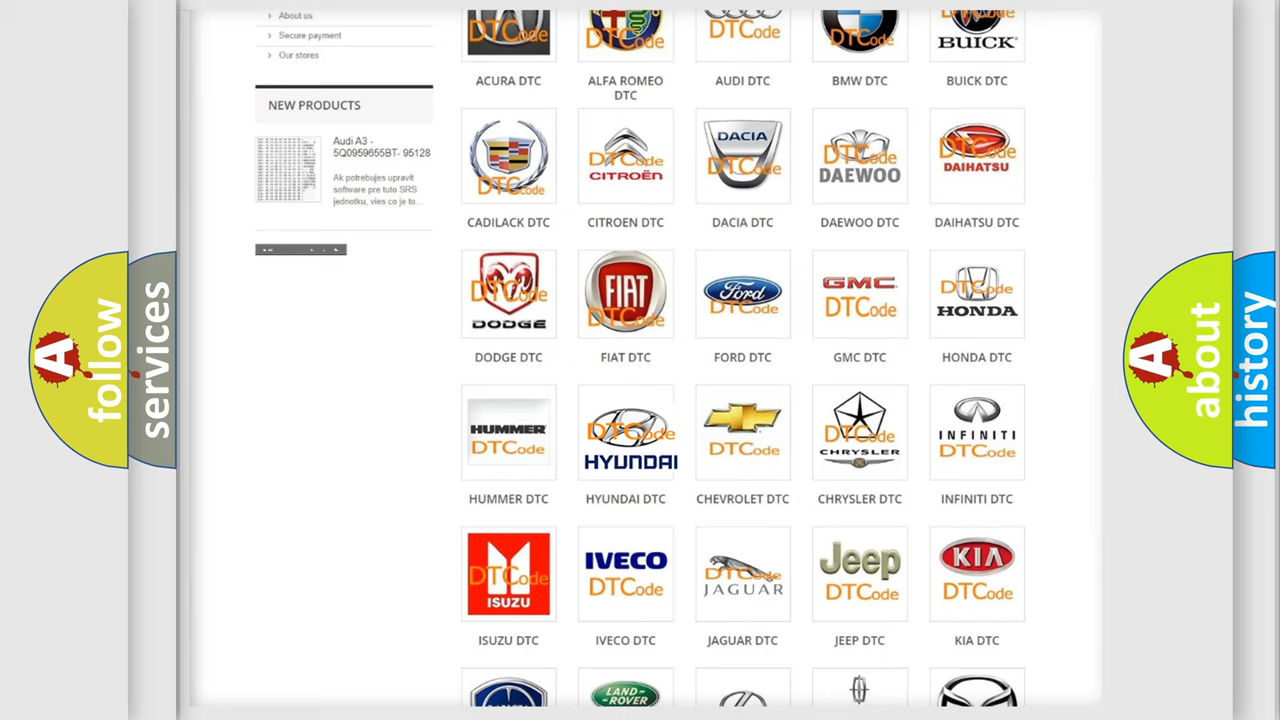 About us
Secure payment
Our stores
NEW PRODUCTS
Audi A3 -
5Q0959655BT- 95128
Ak potrebujes upravit
software pre tuto SRS
jednotku, vies co je to...
DTCode
DTCode
DTCode
DTCode
BUICK
ACURA DTC
ALFA ROMEO
DTC
AUDI DTC
BMW DTC
BUICK DTC
DTCode
DTCode
CITROËN
DACIA
DTCode
DTCode
DAEWOO
DTCode
DAIHATSU
CADILACK DTC
CITROEN DTC
DACIA DTC
DAEWOO DTC
DAIHATSU DTC
DTCode
DODGE
FIAT
DTCode
Ford
DTCode
GMC
DTCode
DTCode
HONDA
DODGE DTC
FIAT DTC
FORD DTC
GMC DTC
HONDA DTC
HUMMER
DTCode
DTCode
HYUNDAI
DTCode
DTCode
CHRYSLER
INFINITI
DTCode
HUMMER DTC
HYUNDAI DTC
CHEVROLET DTC
CHRYSLER DTC
INFINITI DTC
DTCode
ISUZU
IVECO
DTCode
DTCode
JAGUAR
Jeep
DTCode
KIA
DTCode
ISUZU DTC
IVECO DTC
JAGUAR DTC
JEEP DTC
KIA DTC
LAND-
ROVER
A
follow
services
A
about
history